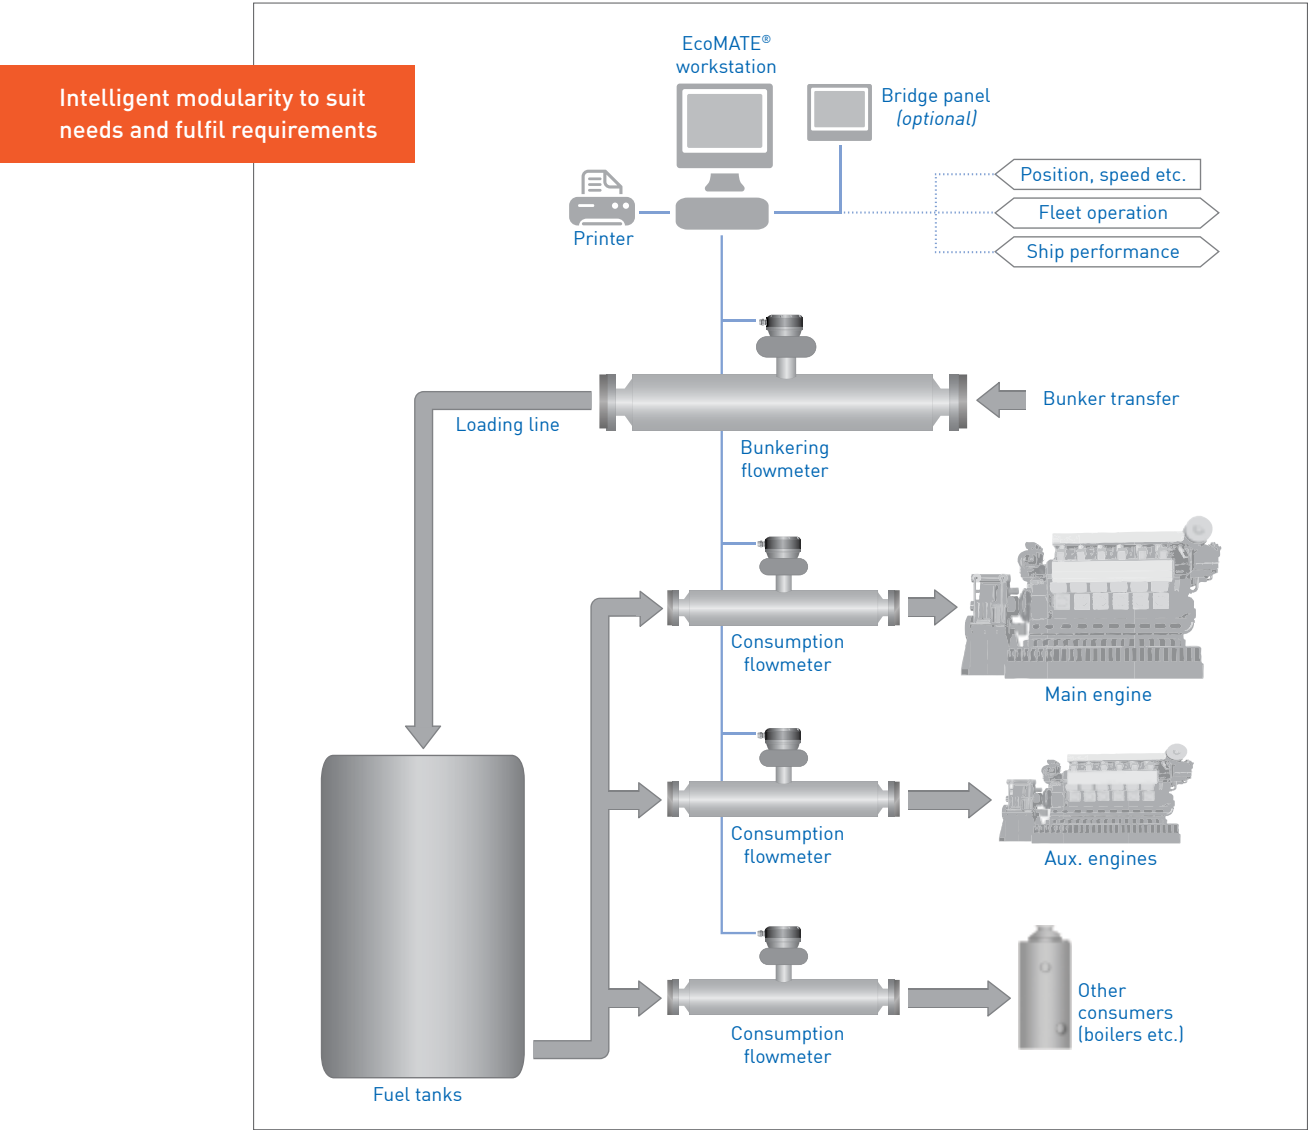 Intelligent modularity to suit
needs and fulfil requirements
EcoMATE®
workstation
Bridge panel
(optional)
Printer
Position, speed etc.
Fleet operation
Ship performance
Bunker transfer
Loading line
Bunkering
flowmeter
Consumption
flowmeter
Main engine
Consumption
flowmeter
Aux. engines
Consumption
flowmeter
Other
consumers
(boilers etc.)
Fuel tanks